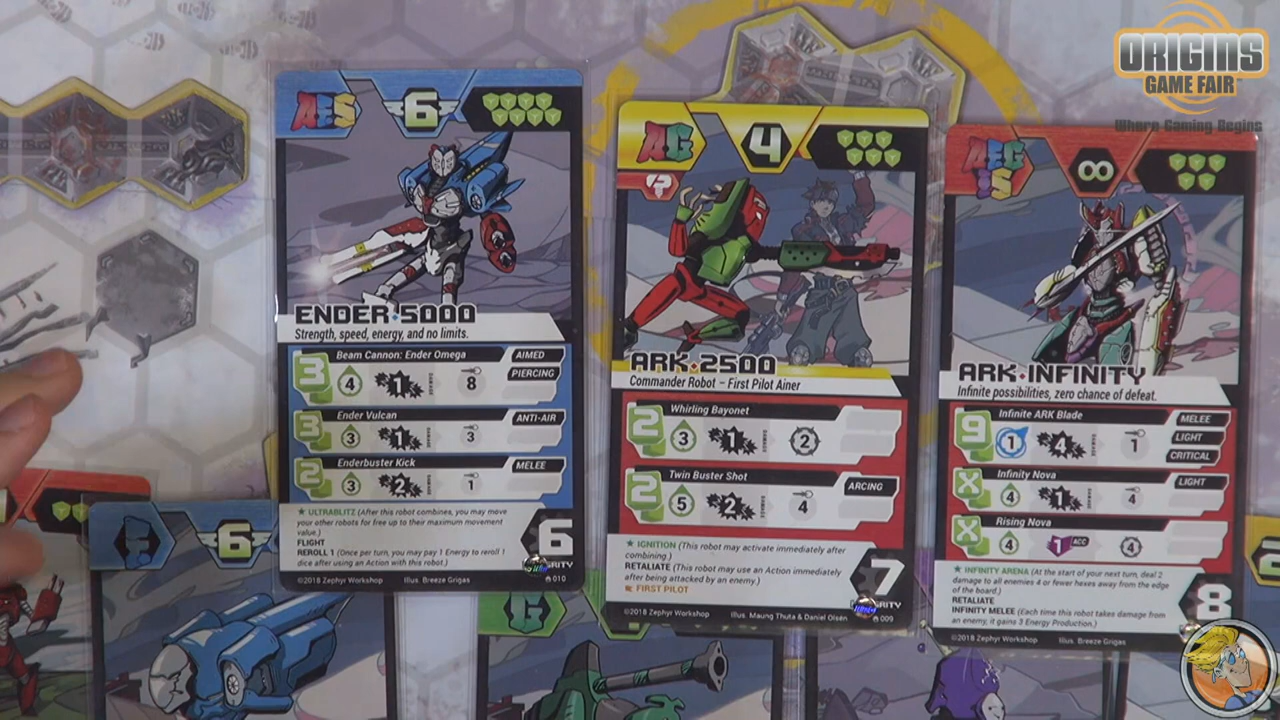 ORIGINS
GAME FAIR
Where Gaming Begins
AES
6
ENDER·5000
Strength, speed, energy, and no limits.
3
Beam Cannon: Ender Omega
4
1
8
AIMED
PIERCING
3
Ender Vulcan
3
1
3
ANTI-AIR
2
Enderbuster Kick
3
2
1
MELEE
★ ULTRABLITZ (After this robot combines, you may move
your other robots for free up to their maximum movement
value.)
FLIGHT
REROLL 1 (Once per turn, you may pay 1 Energy to reroll 1
dice after using an Action with this robot.)
6
©2018 Zephyr Workshop Illus. Breeze Grigas
010
AG
4
?
ARK·2500
Commander Robot – First Pilot Ainer
2
Whirling Bayonet
3
1
2
2
Twin Buster Shot
5
2
4
ARCING
★ IGNITION (This robot may activate immediately after
combining.)
RETALIATE (This robot may use an Action immediately
after being attacked by an enemy.)
FIRST PILOT
7
©2018 Zephyr Workshop Illus. Maung Thuta & Daniel Olsén
009
AEG
US
∞
ARK·INFINITY
Infinite possibilities, zero chance of defeat.
9
Infinite ARK Blade
1
4
1
MELEE
LIGHT
CRITICAL
X
Infinity Nova
4
1
4
LIGHT
X
Rising Nova
4
1 ACC
4
★ INFINITY ARENA (At the start of your next turn, deal 2
damage to all enemies 4 or fewer hexes away from the edge
of the board.)
RETALIATE
INFINITY MELEE (Each time this robot takes damage from
an enemy, it gains 3 Energy Production.)
8
©2018 Zephyr Workshop Illus. Breeze Grigas
6
G
2